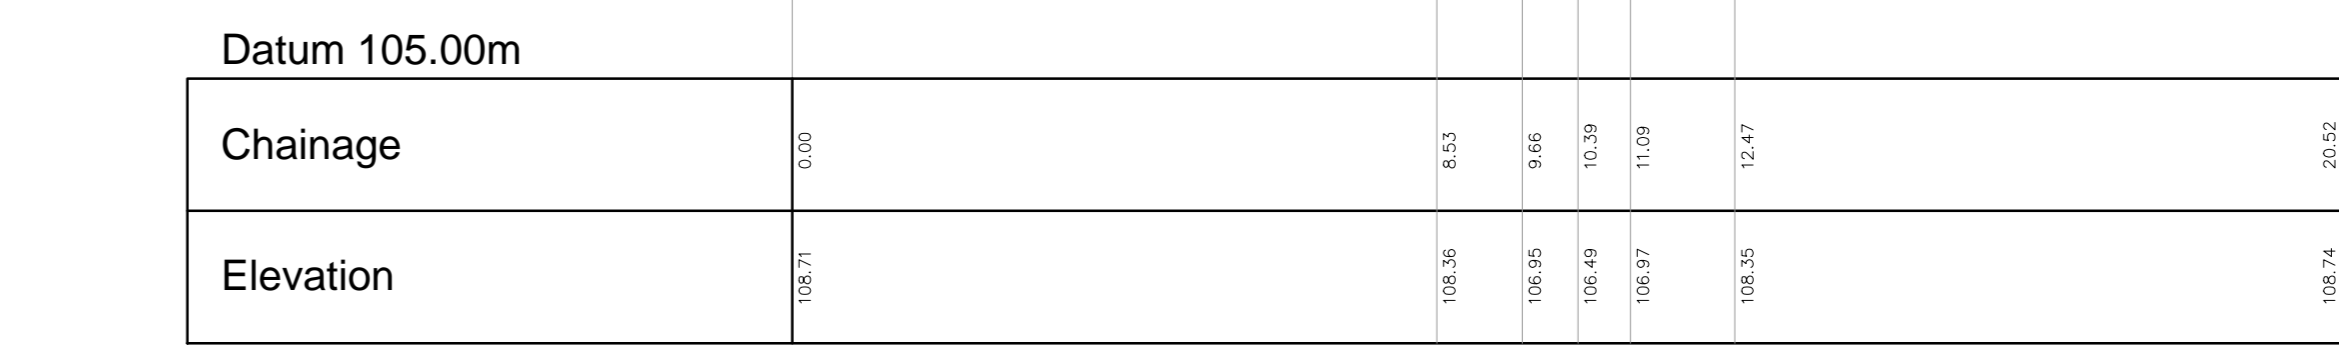 Datum 105.00m
Chainage 0.00 8.53 9.66 10.39 11.09 12.47 20.52
Elevation 108.71 108.36 106.95 106.49 106.97 108.35 108.74